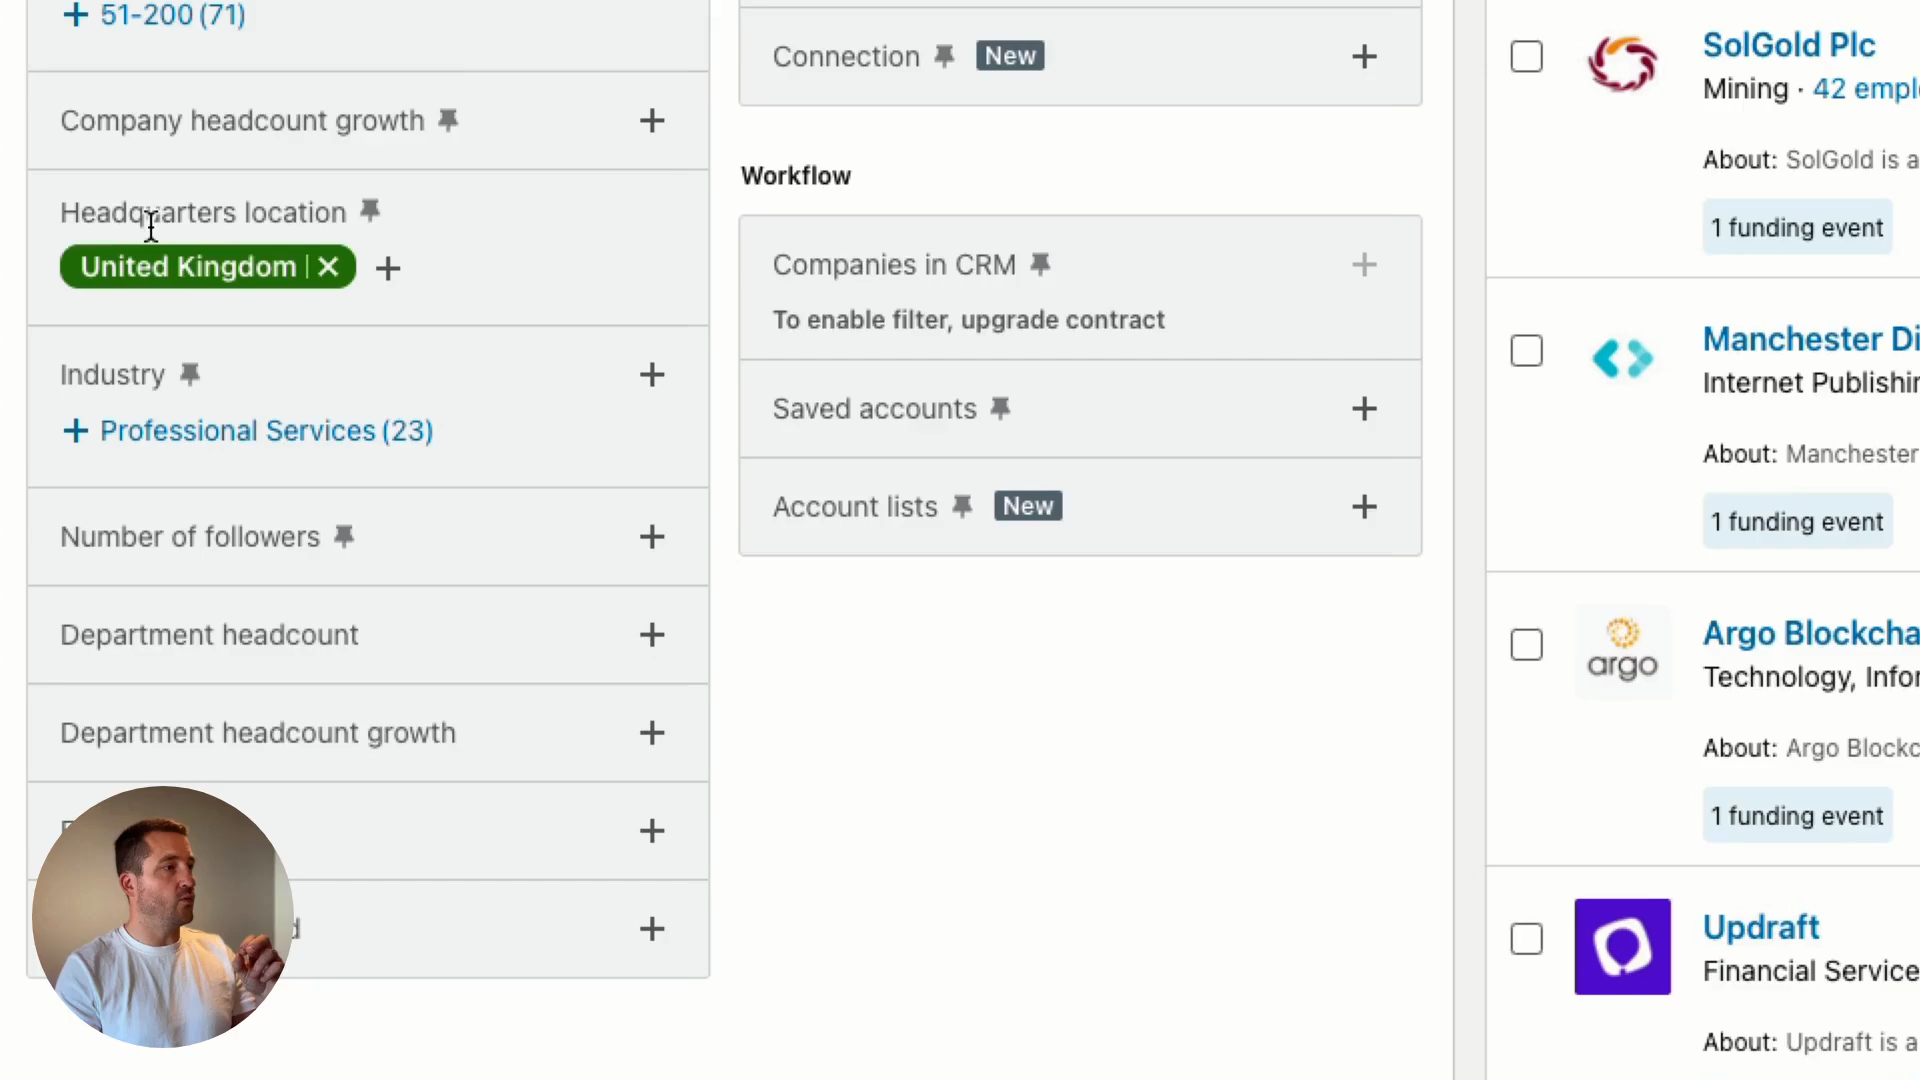 51-200 (71)
Company headcount growth
Headquarters location
United Kingdom
Industry
Professional Services (23)
Number of followers
Department headcount
Department headcount growth
Connection New
Workflow
Companies in CRM
To enable filter, upgrade contract
Saved accounts
Account lists New
SolGold Plc
Mining · 42 empl
About: SolGold is a
1 funding event
Manchester Di
Internet Publishin
About: Manchester
1 funding event
argo
Argo Blockcha
Technology, Infor
About: Argo Blockc
1 funding event
Updraft
Financial Service
About: Updraft is a